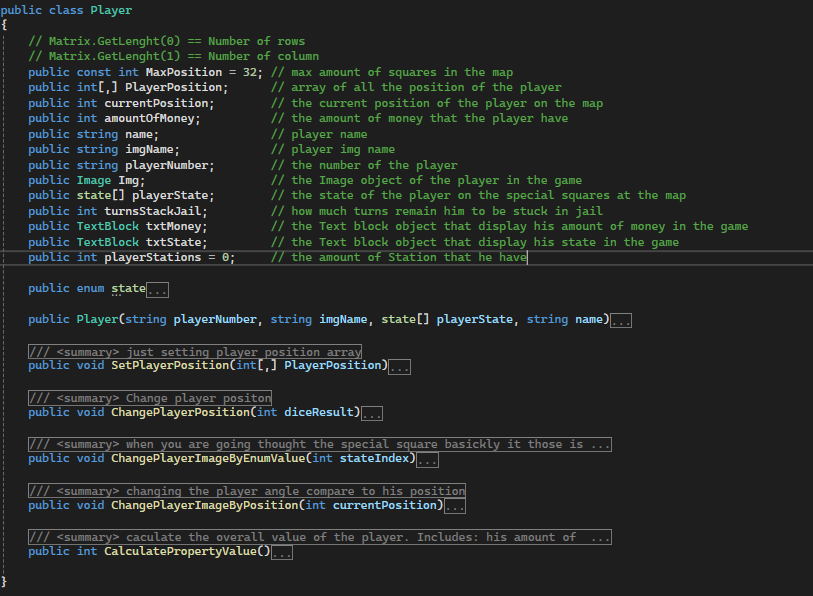 public class Player
{
// Matrix.GetLenght(0) == Number of rows
// Matrix.GetLenght(1) == Number of column
public const int MaxPosition = 32; // max amount of squares in the map
public int[,] PlayerPosition; // array of all the position of the player
public int currentPosition; // the current position of the player on the map
public int amountOfMoney; // the amount of money that the player have
public string name; // player name
public string imgName; // player img name
public string playerNumber; // the number of the player
public Image Img; // the Image object of the player in the game
public state[] playerState; // the state of the player on the special squares at the map
public int turnsStackJail; // how much turns remain him to be stuck in jail
public TextBlock txtMoney; // the Text block object that display his amount of money in the game
public TextBlock txtState; // the Text block object that display his state in the game
public int playerStations = 0; // the amount of Station that he have
public enum state...
public Player(string playerNumber, string imgName, state[] playerState, string name)...
/// <summary> just setting player position array
public void SetPlayerPosition(int[,] PlayerPosition)...
/// <summary> Change player positon
public void ChangePlayerPosition(int diceResult)...
/// <summary> when you are going thought the special square basickly it those is ...
public void ChangePlayerImageByEnumValue(int stateIndex)...
/// <summary> changing the player angle compare to his position
public void ChangePlayerImageByPosition(int currentPosition)...
/// <summary> caculate the overall value of the player. Includes: his amount of ...
public int CalculatePropertyValue()...
}